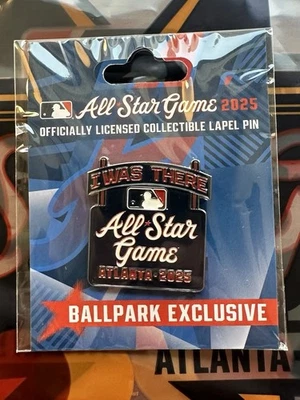 All Star Game 2025
OFFICIALLY LICENSED COLLECTIBLE LAPEL PIN
I WAS THERE
All Star
Game
ATLANTA 2025
BALLPARK EXCLUSIVE
ATLANTA